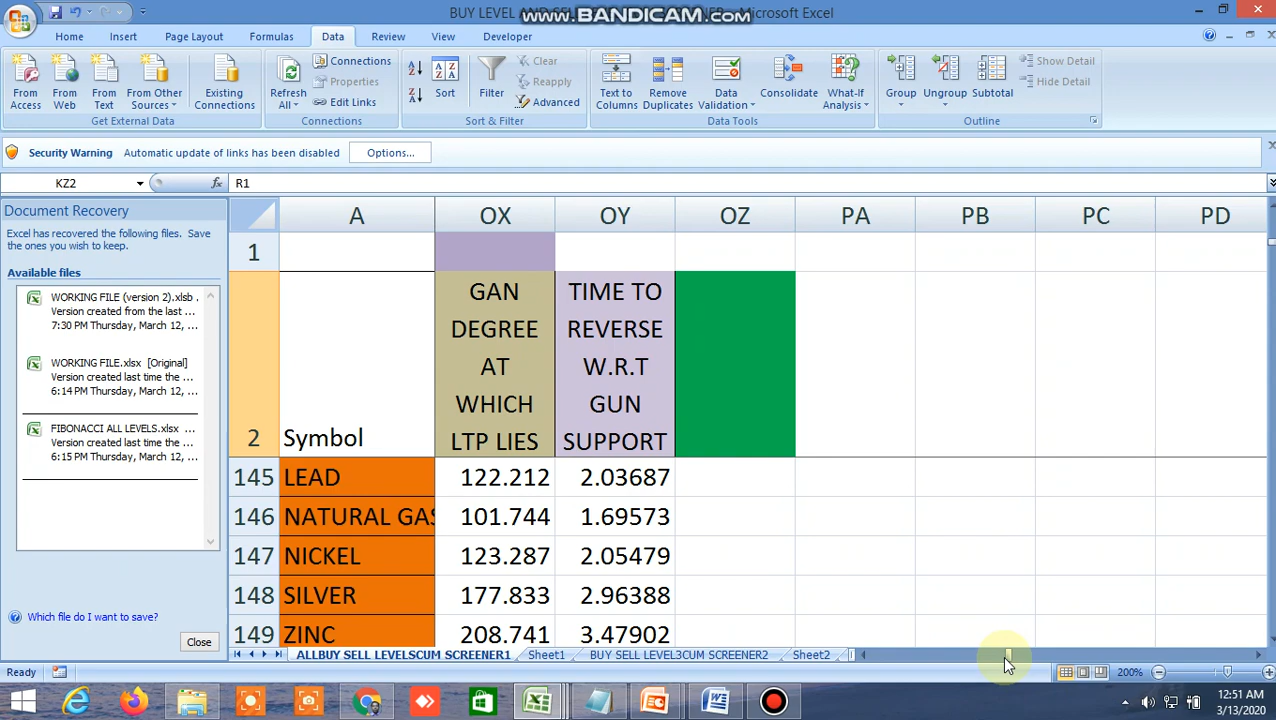 BUY LEVEL AND SE
www.BANDICAM.com
- Microsoft Excel
Home Insert Page Layout Formulas Data Review View Developer
From Access
From Web
From Text
From Other Sources
Existing Connections
Get External Data
Refresh All
Connections
Properties
Edit Links
Connections
Sort
Filter
Clear
Reapply
Advanced
Sort & Filter
Text to Columns
Remove Duplicates
Data Validation
Consolidate
What-If Analysis
Data Tools
Group
Ungroup
Subtotal
Show Detail
Hide Detail
Outline
Security Warning Automatic update of links has been disabled Options...
KZ2 fx R1
Document Recovery
Excel has recovered the following files. Save
the ones you wish to keep.
Available files
WORKING FILE (version 2).xlsb .
Version created from the last ...
7:30 PM Thursday, March 12, ...
WORKING FILE.xlsx [Original]
Version created last time the ...
6:14 PM Thursday, March 12, ...
FIBONACCI ALL LEVELS.xlsx ...
Version created last time the ...
6:15 PM Thursday, March 12, ...
Which file do I want to save?
Close
A OX OY OZ PA PB PC PD
1
2 Symbol
GAN
DEGREE
AT
WHICH
LTP LIES
TIME TO
REVERSE
W.R.T
GUN
SUPPORT
145 LEAD 122.212 2.03687
146 NATURAL GAS 101.744 1.69573
147 NICKEL 123.287 2.05479
148 SILVER 177.833 2.96388
149 ZINC 208.741 3.47902
ALLBUY SELL LEVELSCUM SCREENER1 Sheet1 BUY SELL LEVEL3CUM SCREENER2 Sheet2
Ready 200%
12:51 AM
3/13/2020